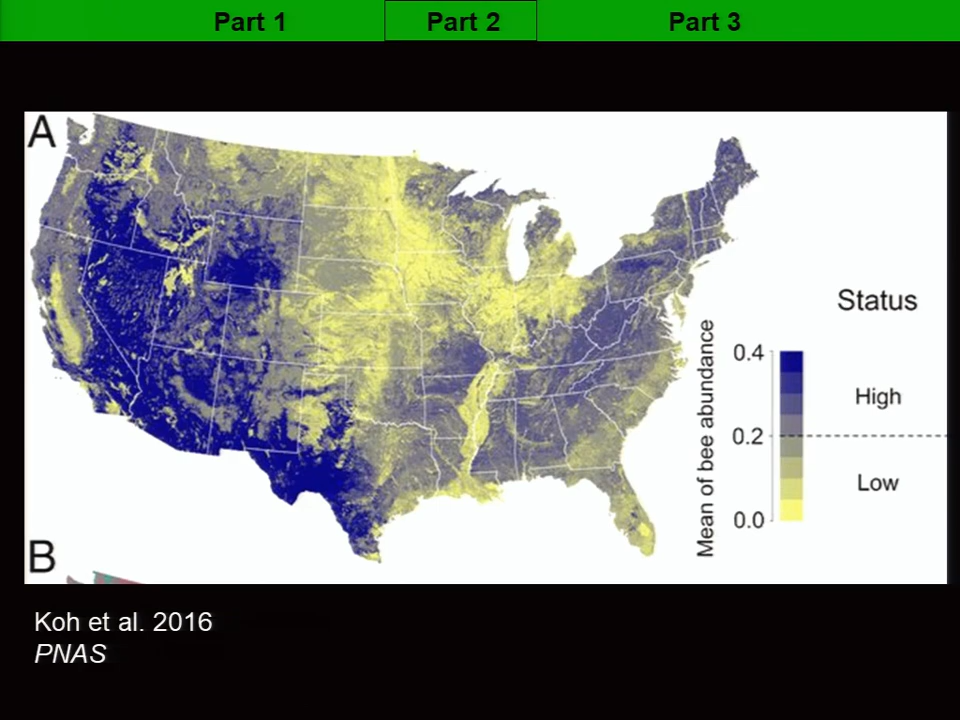 Part 1 Part 2 Part 3
A
Status
Mean of bee abundance
0.4
High
0.2
Low
0.0
B
Koh et al. 2016
PNAS